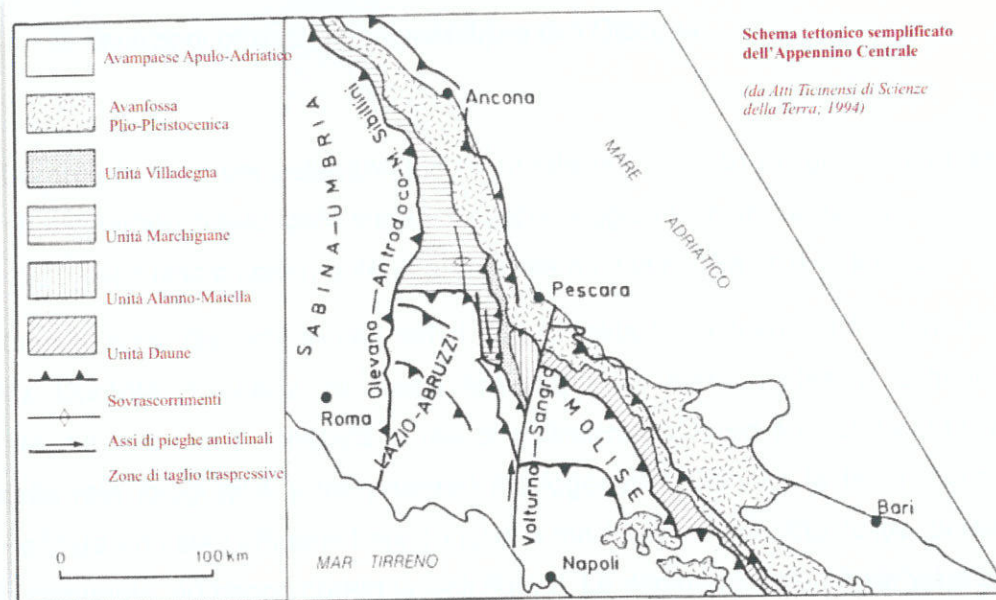 Avampaese Apulo-Adriatico
Avanfossa
Plio-Pleistocenica
Unità Villadegna
Unità Marchigiane
Unità Alanno-Maiella
Unità Daune
Sovrascorrimenti
Assi di pieghe anticlinali
Zone di taglio traspressive
0 100 km
Schema tettonico semplificato
dell'Appennino Centrale
(da Atti Ticinensi di Scienze
della Terra; 1994)
Ancona
MARE
ADRIATICO
SABINA-UMBRIA
Olevano-Antrodoco-M. Sibillini
Pescara
Roma
LAZIO-ABRUZZI
Volturno-Sangro
MOLISE
Bari
Napoli
MAR TIRRENO